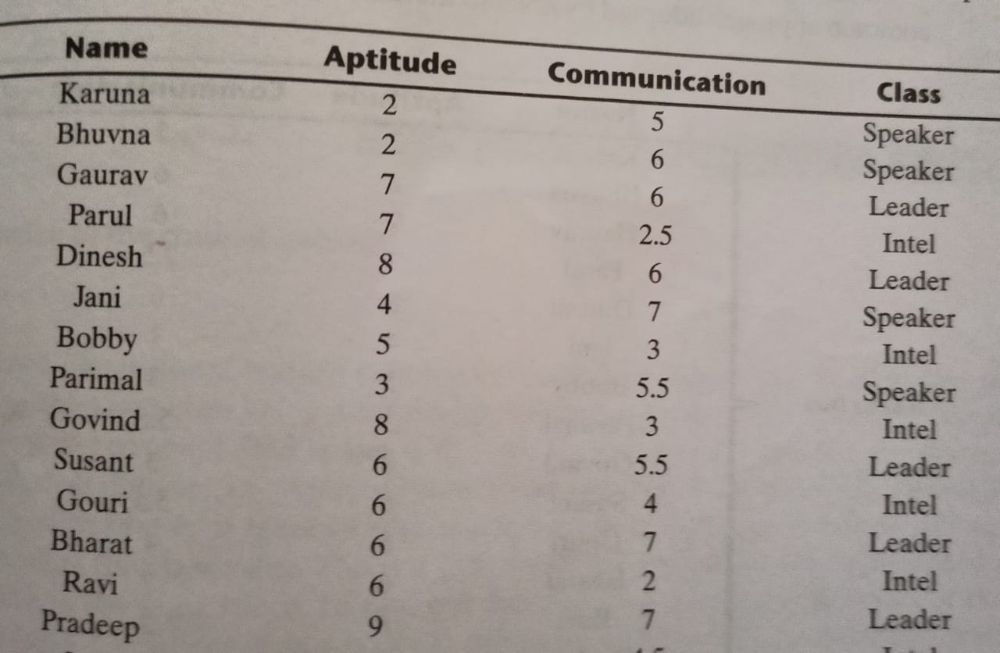 Name Aptitude Communication Class
Karuna 2 5 Speaker
Bhuvna 2 6 Speaker
Gaurav 7 6 Leader
Parul 7 2.5 Intel
Dinesh 8 6 Leader
Jani 4 7 Speaker
Bobby 5 3 Intel
Parimal 3 5.5 Speaker
Govind 8 3 Intel
Susant 6 5.5 Leader
Gouri 6 4 Intel
Bharat 6 7 Leader
Ravi 6 2 Intel
Pradeep 9 7 Leader